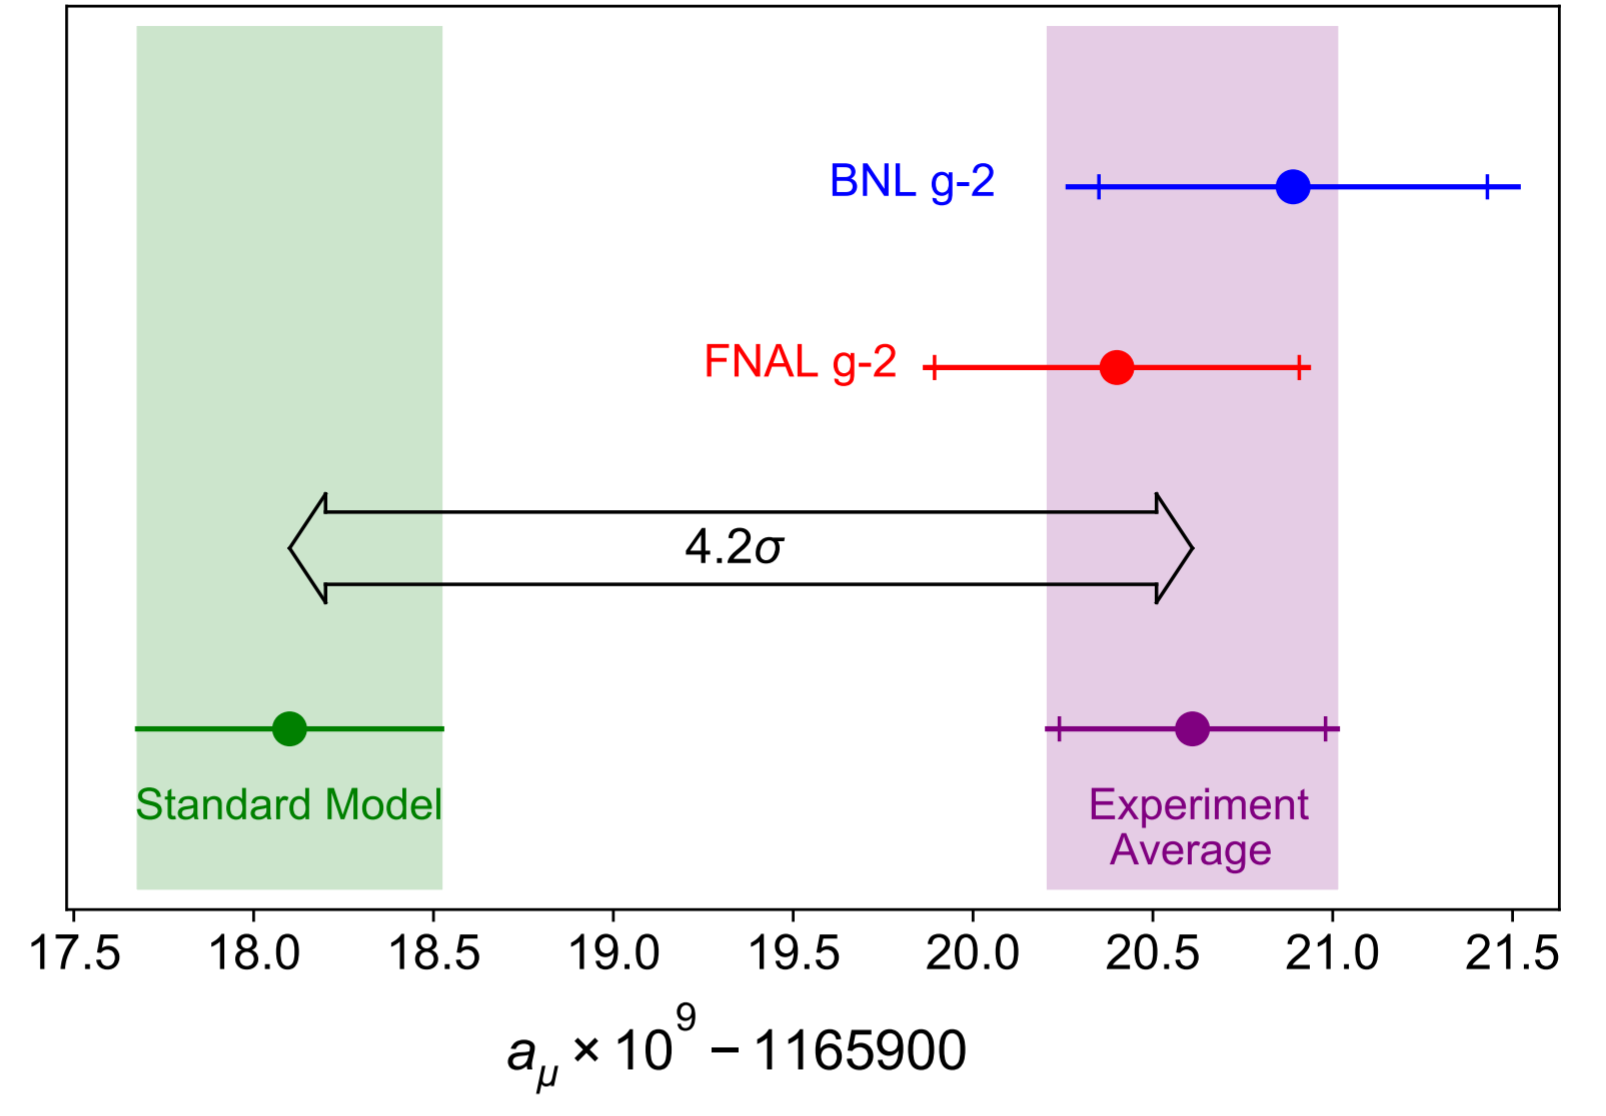 BNL g-2
FNAL g-2
4.2σ
Standard Model
Experiment
Average
17.5 18.0 18.5 19.0 19.5 20.0 20.5 21.0 21.5
aμ × 10⁹ − 1165900